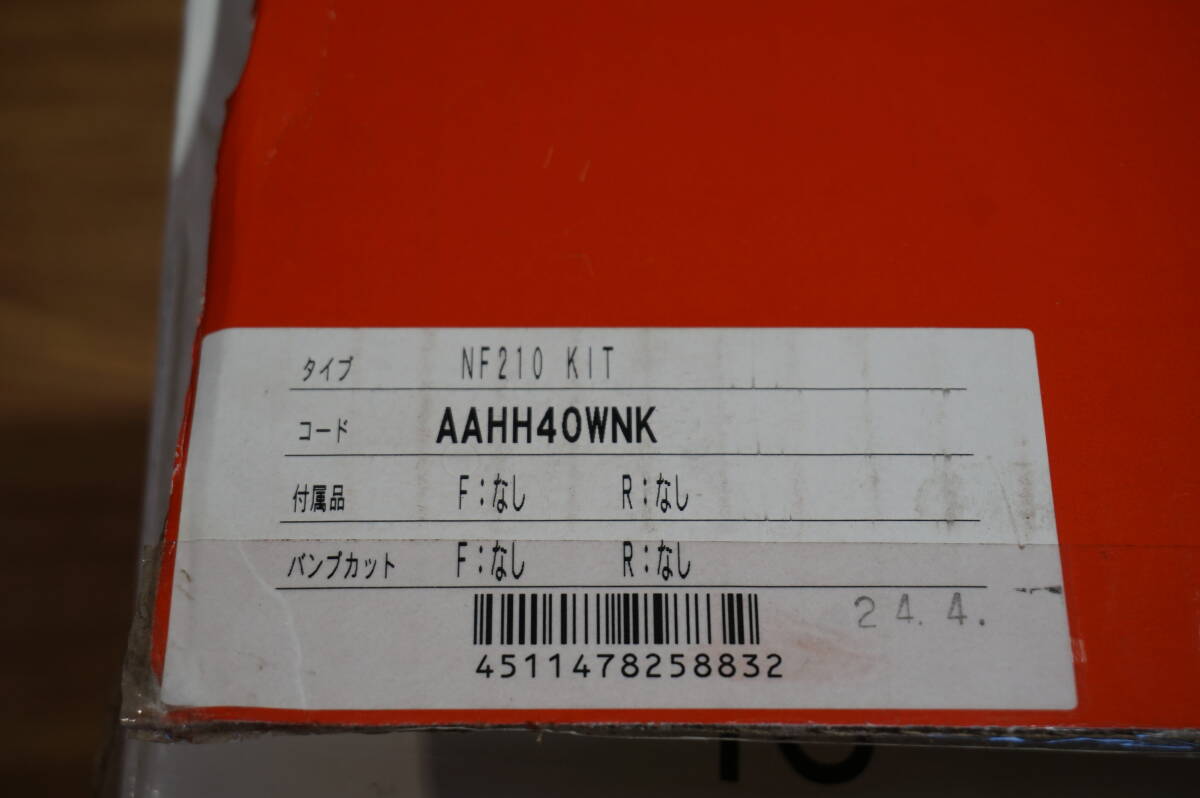 タイプ NF210 KIT
コード AAHH40WNK
付属品 F:なし R:なし
バンプカット F:なし R:なし
24.4.
4511478258832